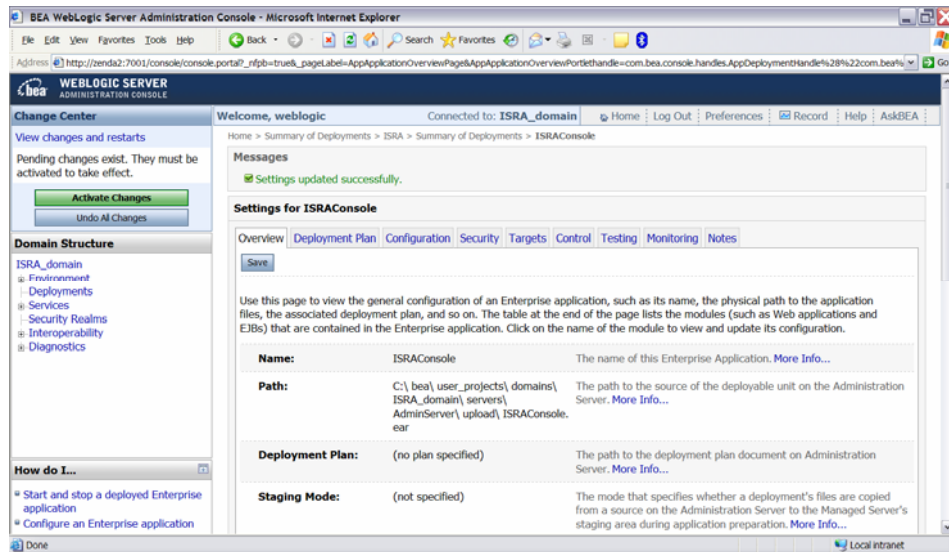 BEA WebLogic Server Administration Console - Microsoft Internet Explorer
File Edit View Favorites Tools Help
Back Search Favorites
Address http://zenda2:7001/console/console.portal?_nfpb=true&_pageLabel=AppApplicationOverviewPage&AppApplicationOverviewPortlethandle=com.bea.console.handles.AppDeploymentHandle%28%22com.bea% Go
bea WEBLOGIC SERVER
ADMINISTRATION CONSOLE
Change Center
View changes and restarts
Pending changes exist. They must be
activated to take effect.
Activate Changes
Undo All Changes
Domain Structure
ISRA_domain
Environment
Deployments
Services
Security Realms
Interoperability
Diagnostics
How do I...
Start and stop a deployed Enterprise
application
Configure an Enterprise application
Welcome, weblogic Connected to: ISRA_domain Home Log Out Preferences Record Help AskBEA
Home > Summary of Deployments > ISRA > Summary of Deployments > ISRAConsole
Messages
Settings updated successfully.
Settings for ISRAConsole
Overview Deployment Plan Configuration Security Targets Control Testing Monitoring Notes
Save
Use this page to view the general configuration of an Enterprise application, such as its name, the physical path to the application
files, the associated deployment plan, and so on. The table at the end of the page lists the modules (such as Web applications and
EJBs) that are contained in the Enterprise application. Click on the name of the module to view and update its configuration.
Name: ISRAConsole The name of this Enterprise Application. More Info...
Path: C:\ bea\ user_projects\ domains\ The path to the source of the deployable unit on the Administration
ISRA_domain\ servers\ Server. More Info...
AdminServer\ upload\ ISRAConsole.
ear
Deployment Plan: (no plan specified) The path to the deployment plan document on Administration
Server. More Info...
Staging Mode: (not specified) The mode that specifies whether a deployment's files are copied
from a source on the Administration Server to the Managed Server's
staging area during application preparation. More Info...
Done Local intranet